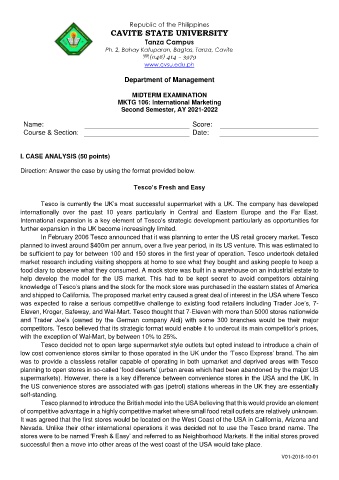 Republic of the Philippines
CAVITE STATE UNIVERSITY
Tanza Campus
Ph. 2, Bahay Katuparan, Bagtas, Tanza, Cavite
☎(046) 414 - 3979
www.cvsu.edu.ph
Department of Management
MIDTERM EXAMINATION
MKTG 106: International Marketing
Second Semester, AY 2021-2022
Name: Score:
Course & Section: Date:
I. CASE ANALYSIS (50 points)
Direction: Answer the case by using the format provided below.
Tesco's Fresh and Easy
Tesco is currently the UK's most successful supermarket with a UK. The company has developed
internationally over the past 10 years particularly in Central and Eastern Europe and the Far East.
International expansion is a key element of Tesco's strategic development particularly as opportunities for
further expansion in the UK become increasingly limited.
In February 2006 Tesco announced that it was planning to enter the US retail grocery market. Tesco
planned to invest around $400m per annum, over a five year period, in its US venture. This was estimated to
be sufficient to pay for between 100 and 150 stores in the first year of operation. Tesco undertook detailed
market research including visiting shoppers at home to see what they bought and asking people to keep a
food diary to observe what they consumed. A mock store was built in a warehouse on an industrial estate to
help develop the model for the US market. This had to be kept secret to avoid competitors obtaining
knowledge of Tesco's plans and the stock for the mock store was purchased in the eastern states of America
and shipped to California. The proposed market entry caused a great deal of interest in the USA where Tesco
was expected to raise a serious competitive challenge to existing food retailers including Trader Joe's, 7-
Eleven, Kroger, Safeway, and Wal-Mart. Tesco thought that 7-Eleven with more than 5000 stores nationwide
and Trader Joe's (owned by the German company Aldi) with some 300 branches would be their major
competitors. Tesco believed that its strategic format would enable it to undercut its main competitor's prices,
with the exception of Wal-Mart, by between 10% to 25%.
Tesco decided not to open large supermarket style outlets but opted instead to introduce a chain of
low cost convenience stores similar to those operated in the UK under the 'Tesco Express' brand. The aim
was to provide a classless retailer capable of operating in both upmarket and deprived areas with Tesco
planning to open stores in so-called 'food deserts' (urban areas which had been abandoned by the major US
supermarkets). However, there is a key difference between convenience stores in the USA and the UK. In
the US convenience stores are associated with gas (petrol) stations whereas in the UK they are essentially
self-standing.
Tesco planned to introduce the British model into the USA believing that this would provide an element
of competitive advantage in a highly competitive market where small food retail outlets are relatively unknown.
It was agreed that the first stores would be located on the West Coast of the USA in California, Arizona and
Nevada. Unlike their other international operations it was decided not to use the Tesco brand name. The
stores were to be named 'Fresh & Easy' and referred to as Neighborhood Markets. If the initial stores proved
successful then a move into other areas of the west coast of the USA would take place.
V01-2018-10-01